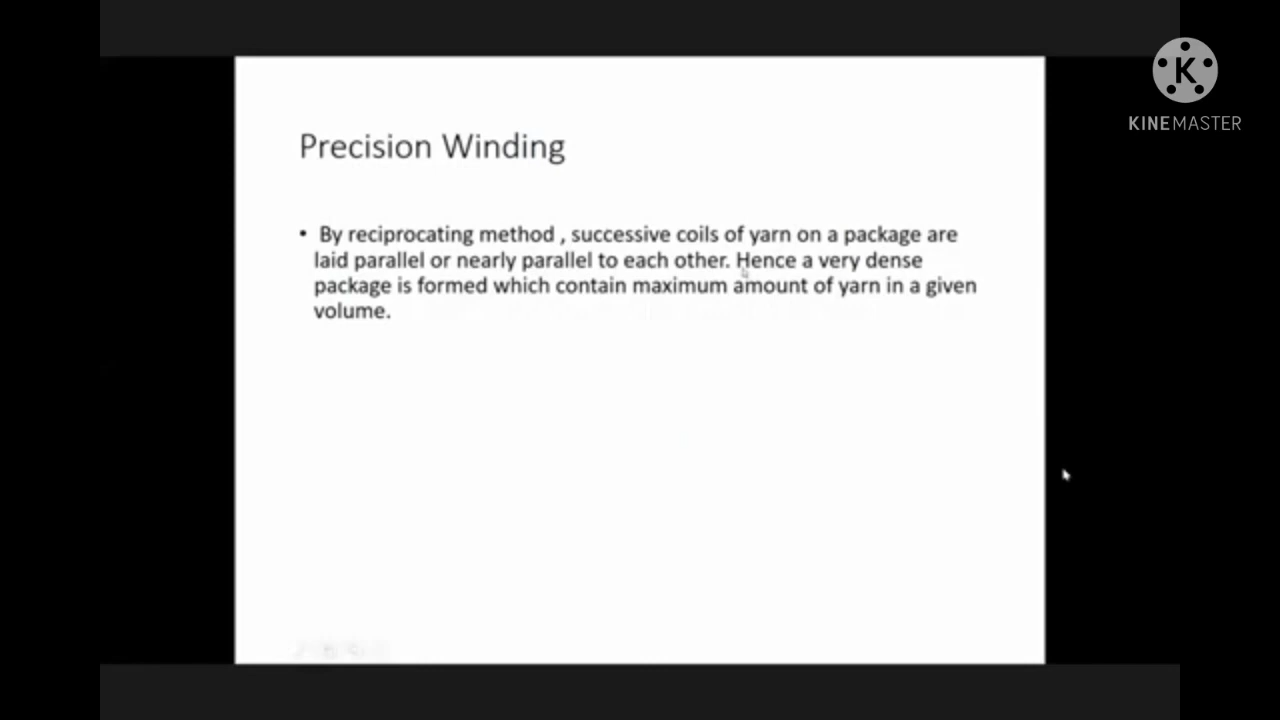 K
KINEMASTER
Precision Winding
• By reciprocating method , successive coils of yarn on a package are
laid parallel or nearly parallel to each other. Hence a very dense
package is formed which contain maximum amount of yarn in a given
volume.